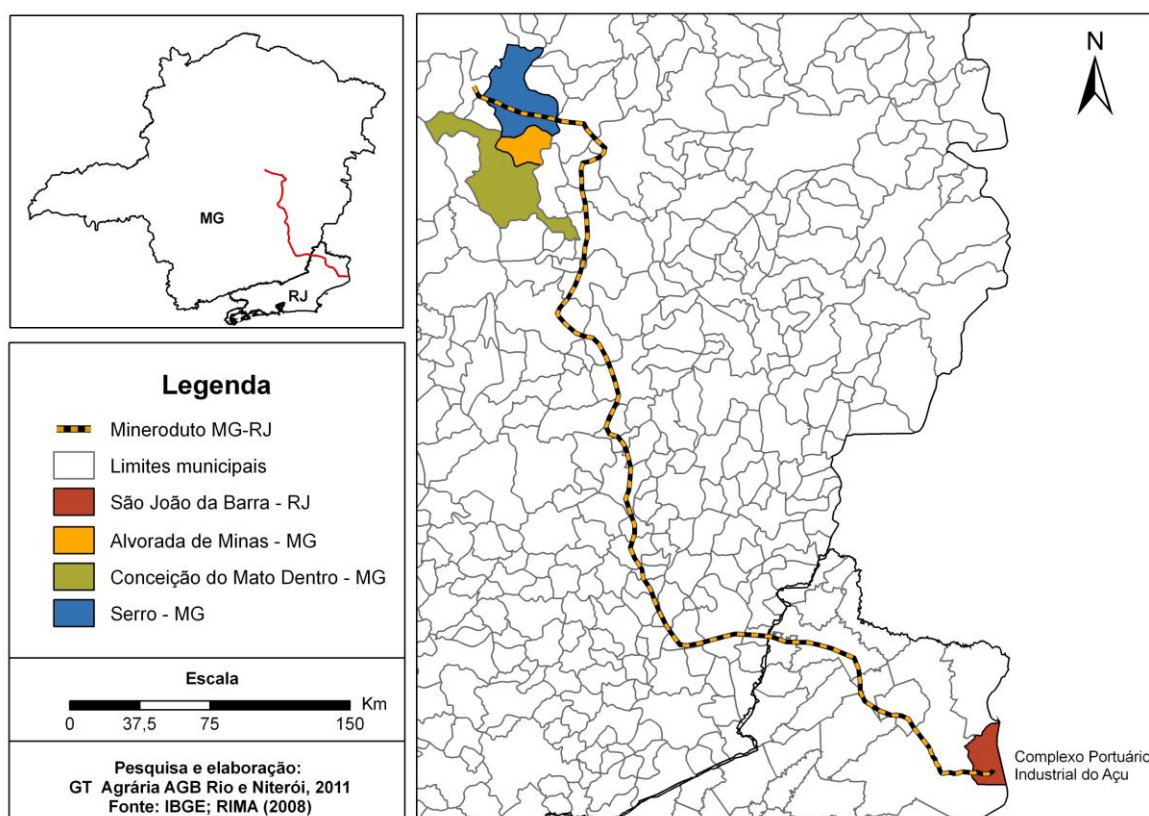 MG
RJ
Legenda
Mineroduto MG-RJ
Limites municipais
São João da Barra - RJ
Alvorada de Minas - MG
Conceição do Mato Dentro - MG
Serro - MG
Escala
Km
0 37,5 75 150
Pesquisa e elaboração:
GT Agrária AGB Rio e Niterói, 2011
Fonte: IBGE; RIMA (2008)
N
Complexo Portuário
Industrial do Açu